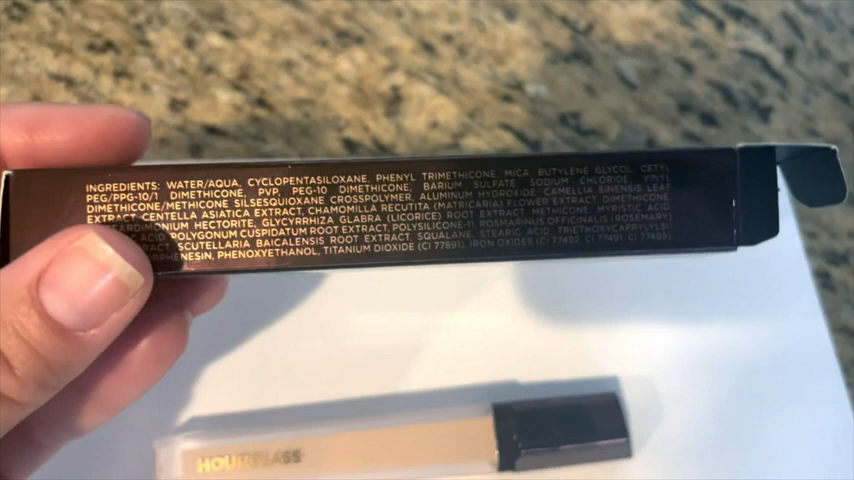 INGREDIENTS: WATER/AQUA, CYCLOPENTASILOXANE, PHENYL TRIMETHICONE, MICA, BUTYLENE GLYCOL, CETYL
PEG/PPG-10/1 DIMETHICONE, PVP, PEG-10 DIMETHICONE, BARIUM SULFATE SODIUM CHLORIDE, VINYL
DIMETHICONE/METHICONE SILSESQUIOXANE CROSSPOLYMER, ALUMINUM HYDROXIDE CAMELLIA SINENSIS LEAF
EXTRACT CENTELLA ASIATICA EXTRACT, CHAMOMILLA RECUTITA (MATRICARIA) FLOWER EXTRACT DIMETHICONE
HECTORITE, GLYCYRRHIZA GLABRA (LICORICE) ROOT EXTRACT, METHICONE, MYRISTIC ACID
ACID POLYGONUM CUSPIDATUM ROOT EXTRACT, POLYSILICONE-11, ROSMARINUS OFFICINALIS (ROSEMARY)
EXTRACT SCUTELLARIA BAICALENSIS ROOT EXTRACT SQUALANE, STEARIC ACID, TRIETHOXYCAPRYLYLSI
PHENOXYETHANOL, TITANIUM DIOXIDE (CI 77891), IRON OXIDES (CI 77492, CI 77491 CI 77499)
HOURGLASS